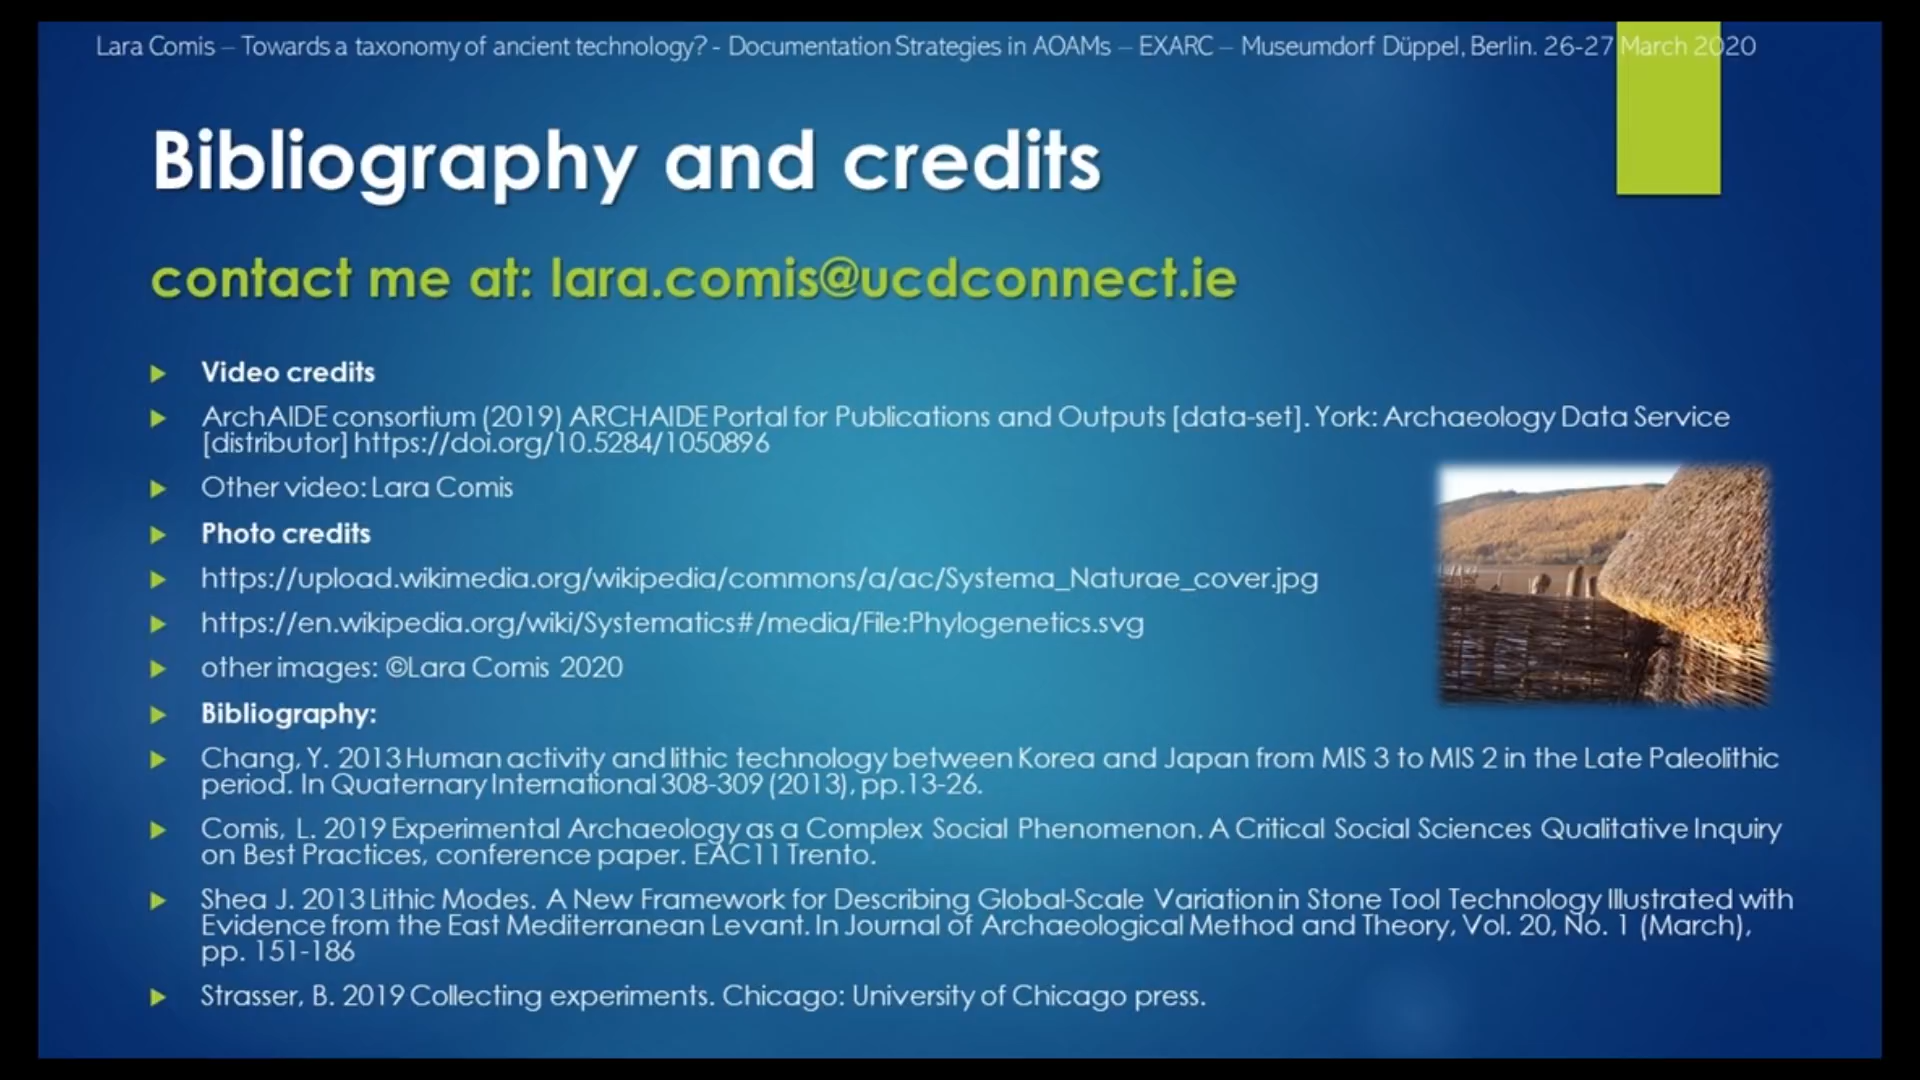 Lara Comis – Towards a taxonomy of ancient technology? - Documentation Strategies in AOAMs – EXARC – Museumdorf Düppel, Berlin. 26-27 March 2020
Bibliography and credits
contact me at: lara.comis@ucdconnect.ie
Video credits
ArchAIDE consortium (2019) ARCHAIDE Portal for Publications and Outputs [data-set]. York: Archaeology Data Service
[distributor] https://doi.org/10.5284/1050896
Other video: Lara Comis
Photo credits
https://upload.wikimedia.org/wikipedia/commons/a/ac/Systema_Naturae_cover.jpg
https://en.wikipedia.org/wiki/Systematics#/media/File:Phylogenetics.svg
other images: ©Lara Comis 2020
Bibliography:
Chang, Y. 2013 Human activity and lithic technology between Korea and Japan from MIS 3 to MIS 2 in the Late Paleolithic
period. In Quaternary International 308-309 (2013), pp.13-26.
Comis, L. 2019 Experimental Archaeology as a Complex Social Phenomenon. A Critical Social Sciences Qualitative Inquiry
on Best Practices, conference paper. EAC11 Trento.
Shea J. 2013 Lithic Modes. A New Framework for Describing Global-Scale Variation in Stone Tool Technology Illustrated with
Evidence from the East Mediterranean Levant. In Journal of Archaeological Method and Theory, Vol. 20, No. 1 (March),
pp. 151-186
Strasser, B. 2019 Collecting experiments. Chicago: University of Chicago press.